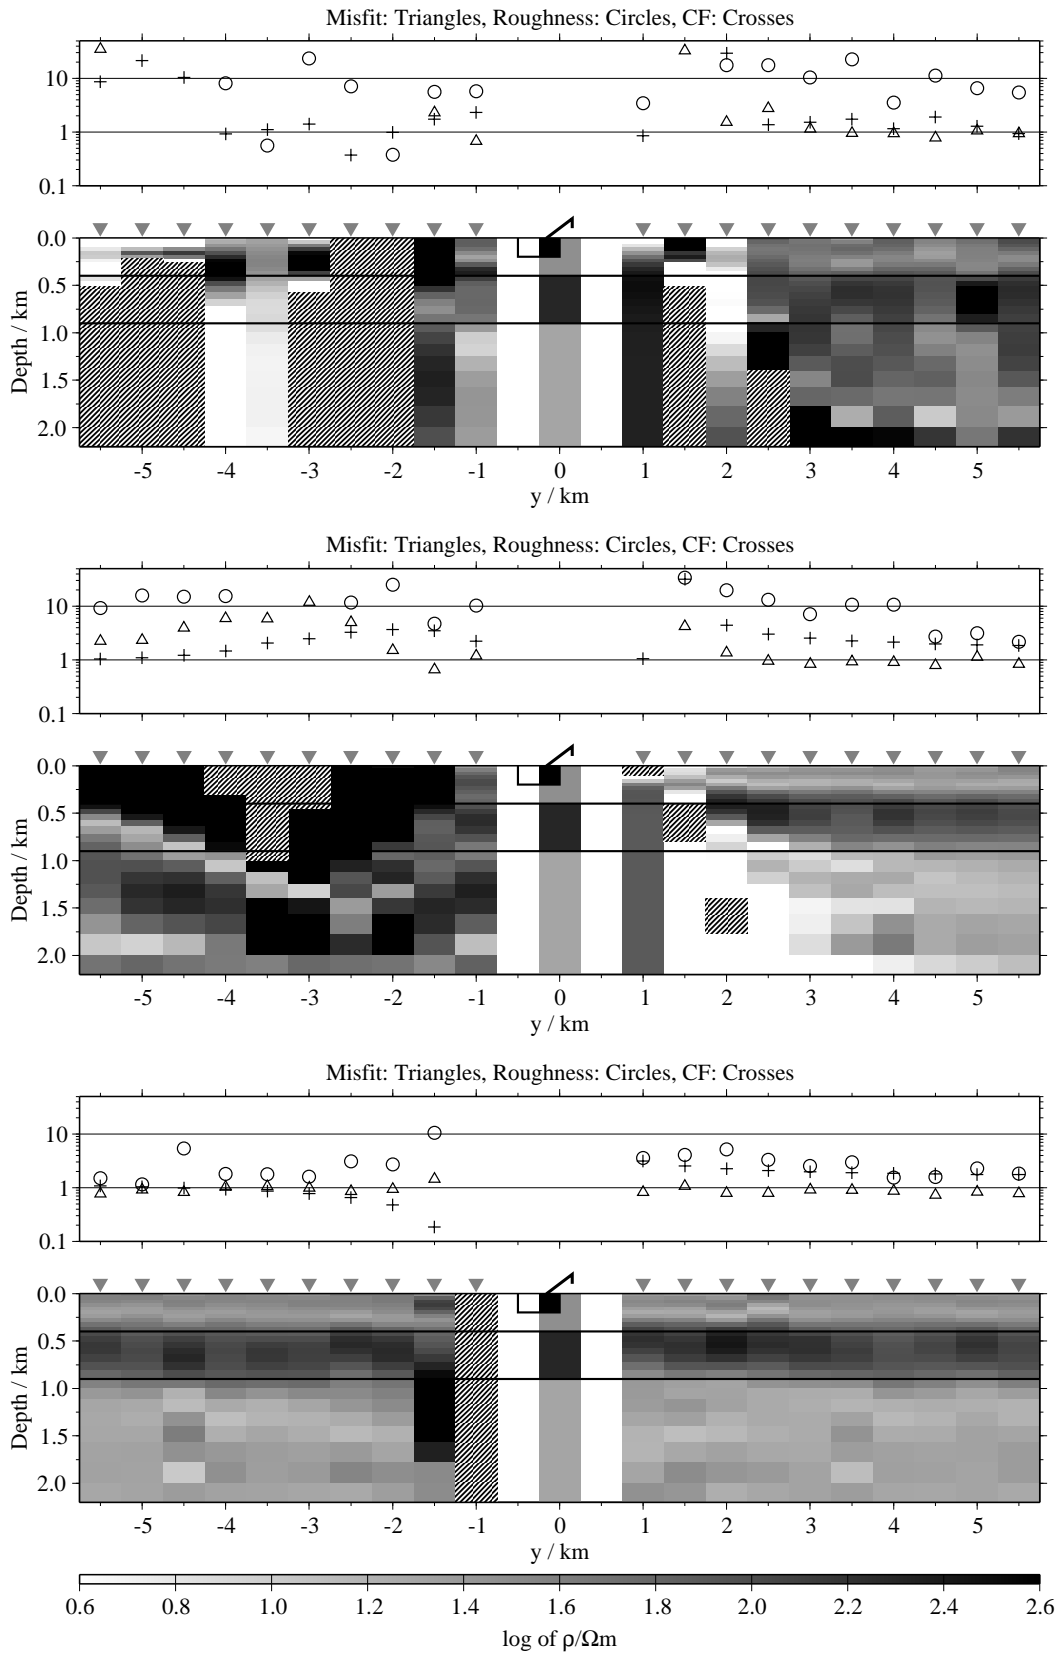 Misfit: Triangles, Roughness: Circles, CF: Crosses
10
1
0.1
0.0
0.5
1.0
1.5
2.0
Depth / km
-5 -4 -3 -2 -1 0 1 2 3 4 5
y / km
Misfit: Triangles, Roughness: Circles, CF: Crosses
10
1
0.1
0.0
0.5
1.0
1.5
2.0
Depth / km
-5 -4 -3 -2 -1 0 1 2 3 4 5
y / km
Misfit: Triangles, Roughness: Circles, CF: Crosses
10
1
0.1
0.0
0.5
1.0
1.5
2.0
Depth / km
-5 -4 -3 -2 -1 0 1 2 3 4 5
y / km
0.6 0.8 1.0 1.2 1.4 1.6 1.8 2.0 2.2 2.4 2.6
log of ρ/Ωm